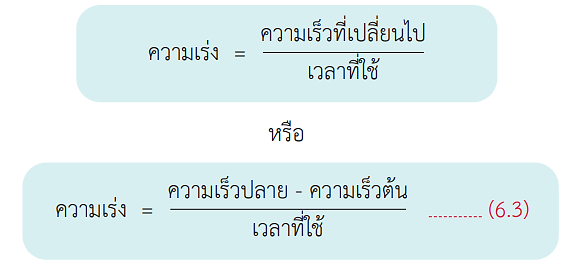 ความเร่ง = ความเร็วที่เปลี่ยนไป
เวลาที่ใช้
หรือ
ความเร่ง = ความเร็วปลาย - ความเร็วต้น ........... (6.3)
เวลาที่ใช้